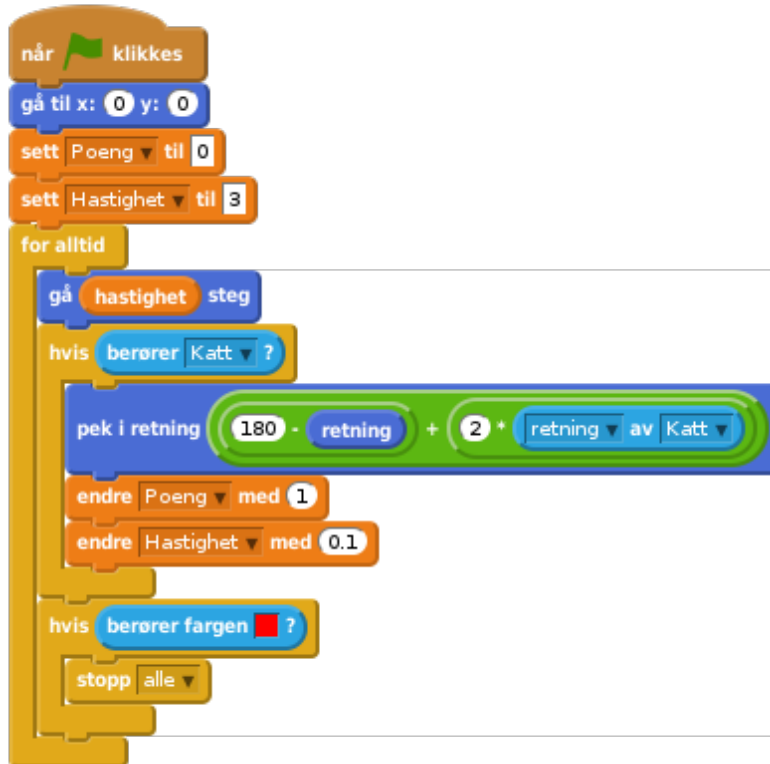 når klikkes
gå til x: 0 y: 0
sett Poeng ▼ til 0
sett Hastighet ▼ til 3
for alltid
gå hastighet steg
hvis berører Katt ▼ ?
pek i retning 180 - retning + 2 * retning ▼ av Katt ▼
endre Poeng ▼ med 1
endre Hastighet ▼ med 0.1
hvis berører fargen ?
stopp alle ▼